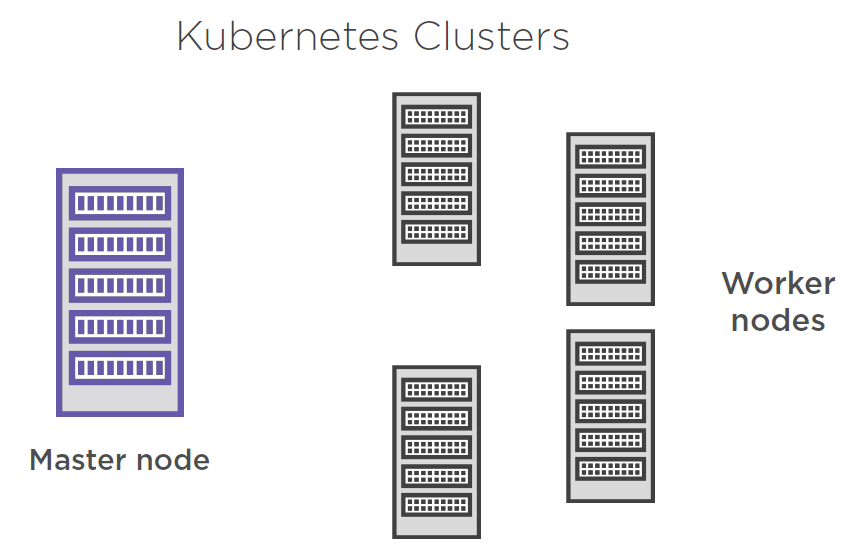 Kubernetes Clusters
Master node
Worker
nodes